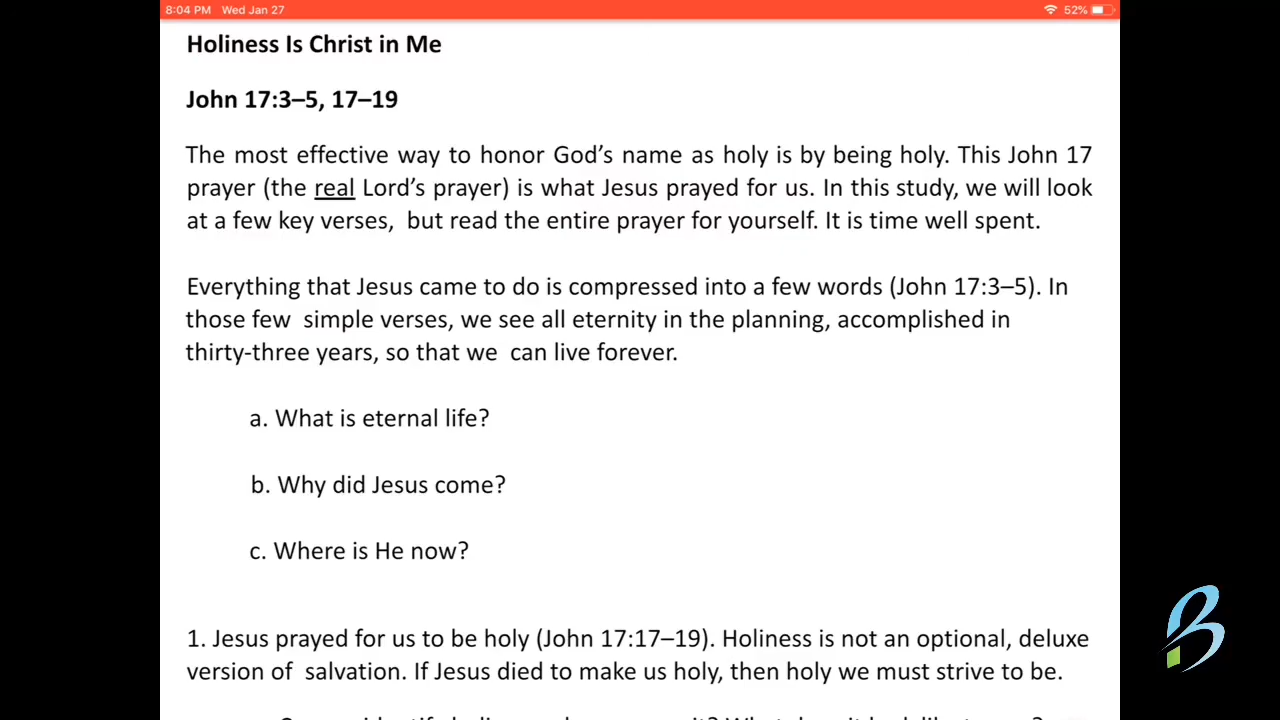 8:04 PM Wed Jan 27 52%
Holiness Is Christ in Me
John 17:3–5, 17–19
The most effective way to honor God’s name as holy is by being holy. This John 17
prayer (the real Lord’s prayer) is what Jesus prayed for us. In this study, we will look
at a few key verses, but read the entire prayer for yourself. It is time well spent.
Everything that Jesus came to do is compressed into a few words (John 17:3–5). In
those few simple verses, we see all eternity in the planning, accomplished in
thirty-three years, so that we can live forever.
a. What is eternal life?
b. Why did Jesus come?
c. Where is He now?
1. Jesus prayed for us to be holy (John 17:17–19). Holiness is not an optional, deluxe
version of salvation. If Jesus died to make us holy, then holy we must strive to be.